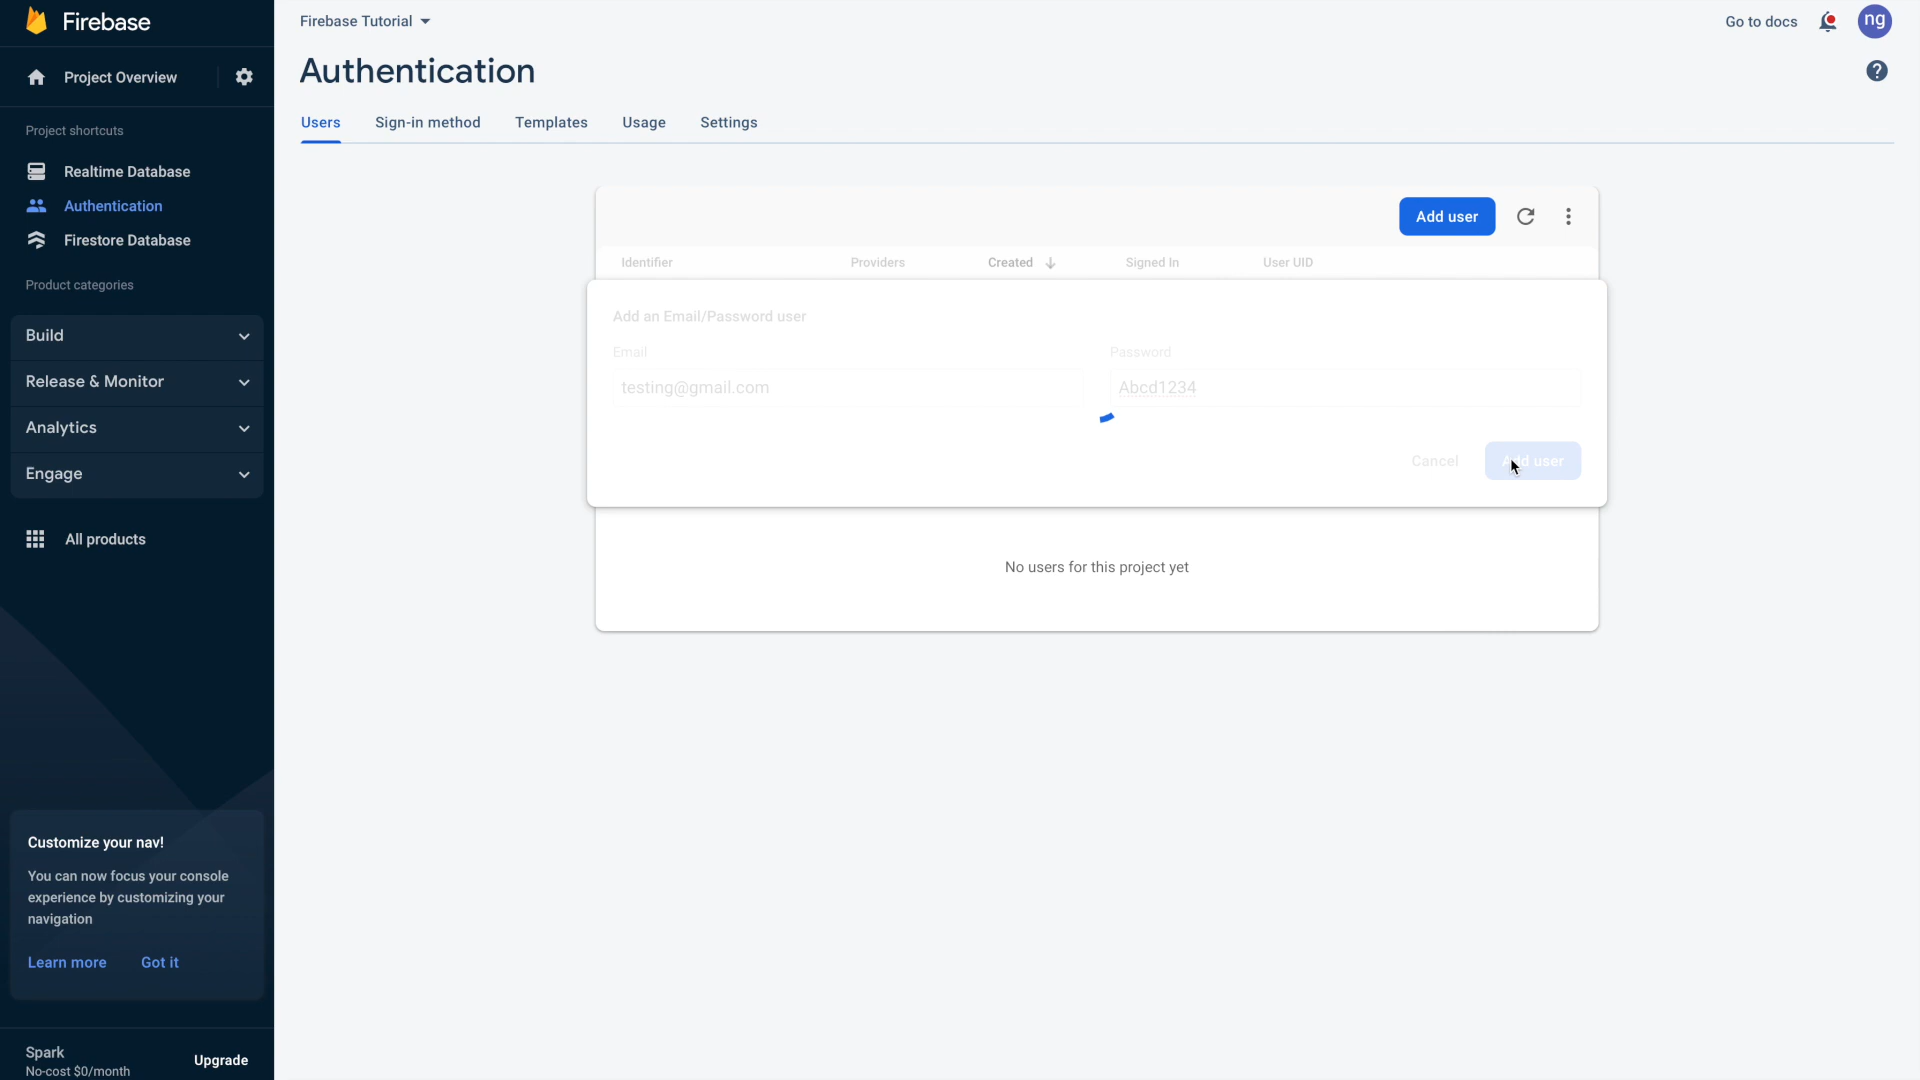 Firebase
Project Overview
Project shortcuts
Realtime Database
Authentication
Firestore Database
Product categories
Build
Release & Monitor
Analytics
Engage
All products
Customize your nav!
You can now focus your console
experience by customizing your
navigation
Learn more Got it
Spark
No-cost $0/month
Upgrade
Firebase Tutorial
Go to docs
ng
Authentication
?
Users Sign-in method Templates Usage Settings
Add user
Identifier Providers Created Signed In User UID
Add an Email/Password user
Email Password
testing@gmail.com Abcd1234
Cancel Add user
No users for this project yet